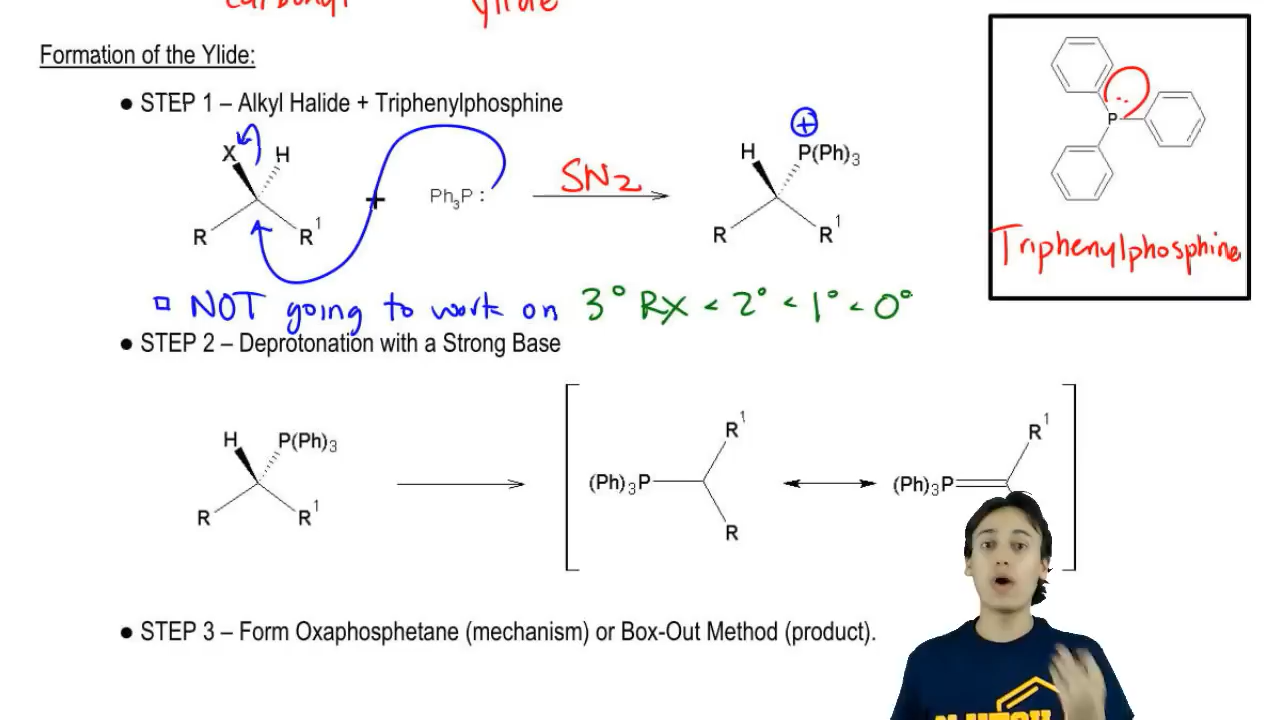 carbonyl ylide
Formation of the Ylide:
● STEP 1 – Alkyl Halide + Triphenylphosphine
X H
R R¹
+
Ph₃P :
SN2
H P(Ph)₃
+
R R¹
P
Triphenylphosphine
NOT going to work on 3° RX < 2° < 1° < 0°
● STEP 2 – Deprotonation with a Strong Base
H P(Ph)₃
R R¹
(Ph)₃P R¹
R
(Ph)₃P R¹
● STEP 3 – Form Oxaphosphetane (mechanism) or Box-Out Method (product).